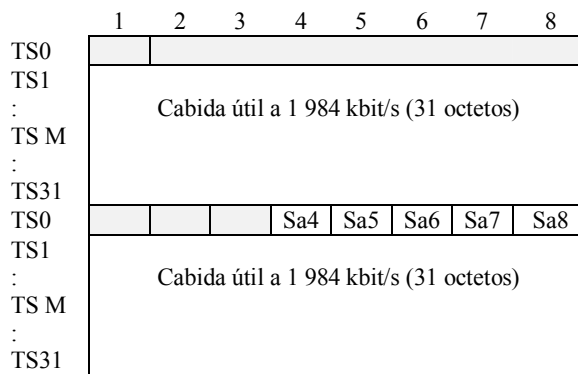 1 2 3 4 5 6 7 8
TS0
TS1
: Cabida útil a 1 984 kbit/s (31 octetos)
TS M
:
TS31
TS0 Sa4 Sa5 Sa6 Sa7 Sa8
TS1
: Cabida útil a 1 984 kbit/s (31 octetos)
TS M
:
TS31